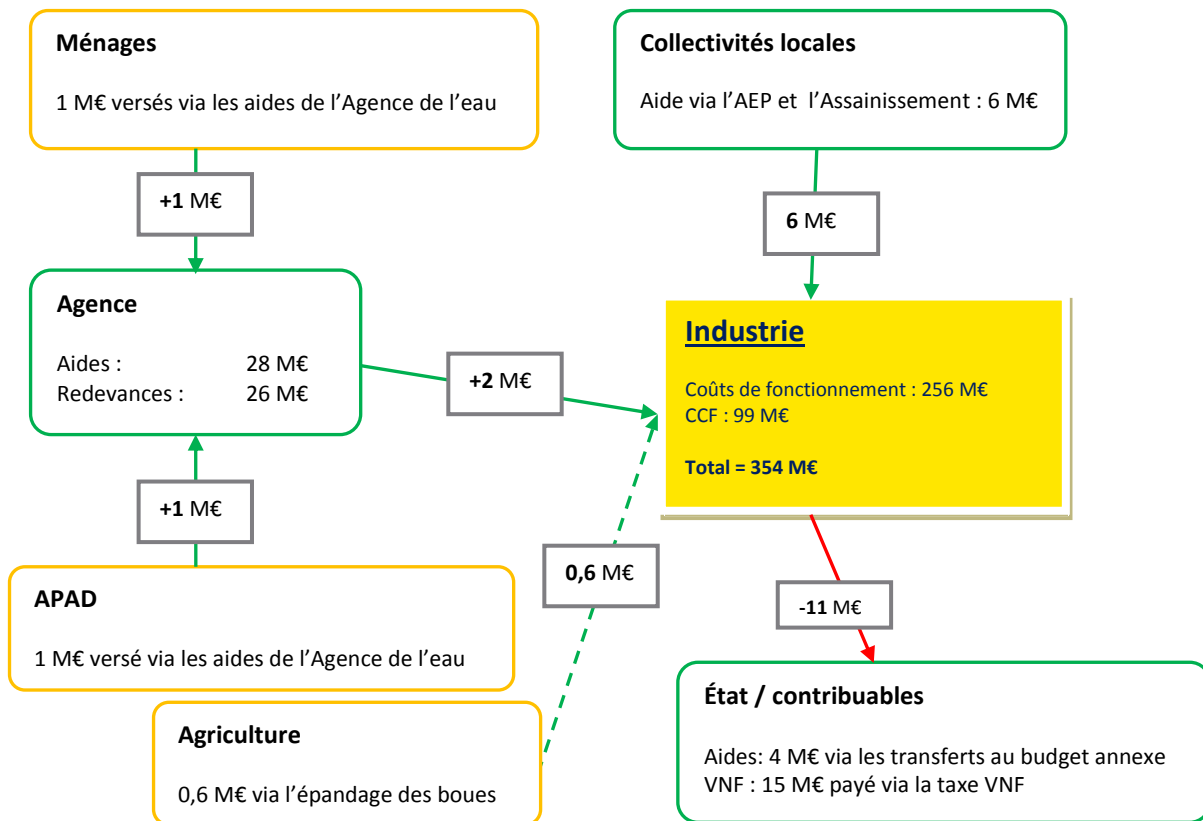 Ménages
1 M€ versés via les aides de l’Agence de l’eau
Collectivités locales
Aide via l’AEP et l’Assainissement : 6 M€
+1 M€
6 M€
Agence
Aides : 28 M€
Redevances : 26 M€
+2 M€
Industrie
Coûts de fonctionnement : 256 M€
CCF : 99 M€
Total = 354 M€
+1 M€
0,6 M€
-11 M€
APAD
1 M€ versé via les aides de l’Agence de l’eau
Agriculture
0,6 M€ via l’épandage des boues
État / contribuables
Aides: 4 M€ via les transferts au budget annexe
VNF : 15 M€ payé via la taxe VNF